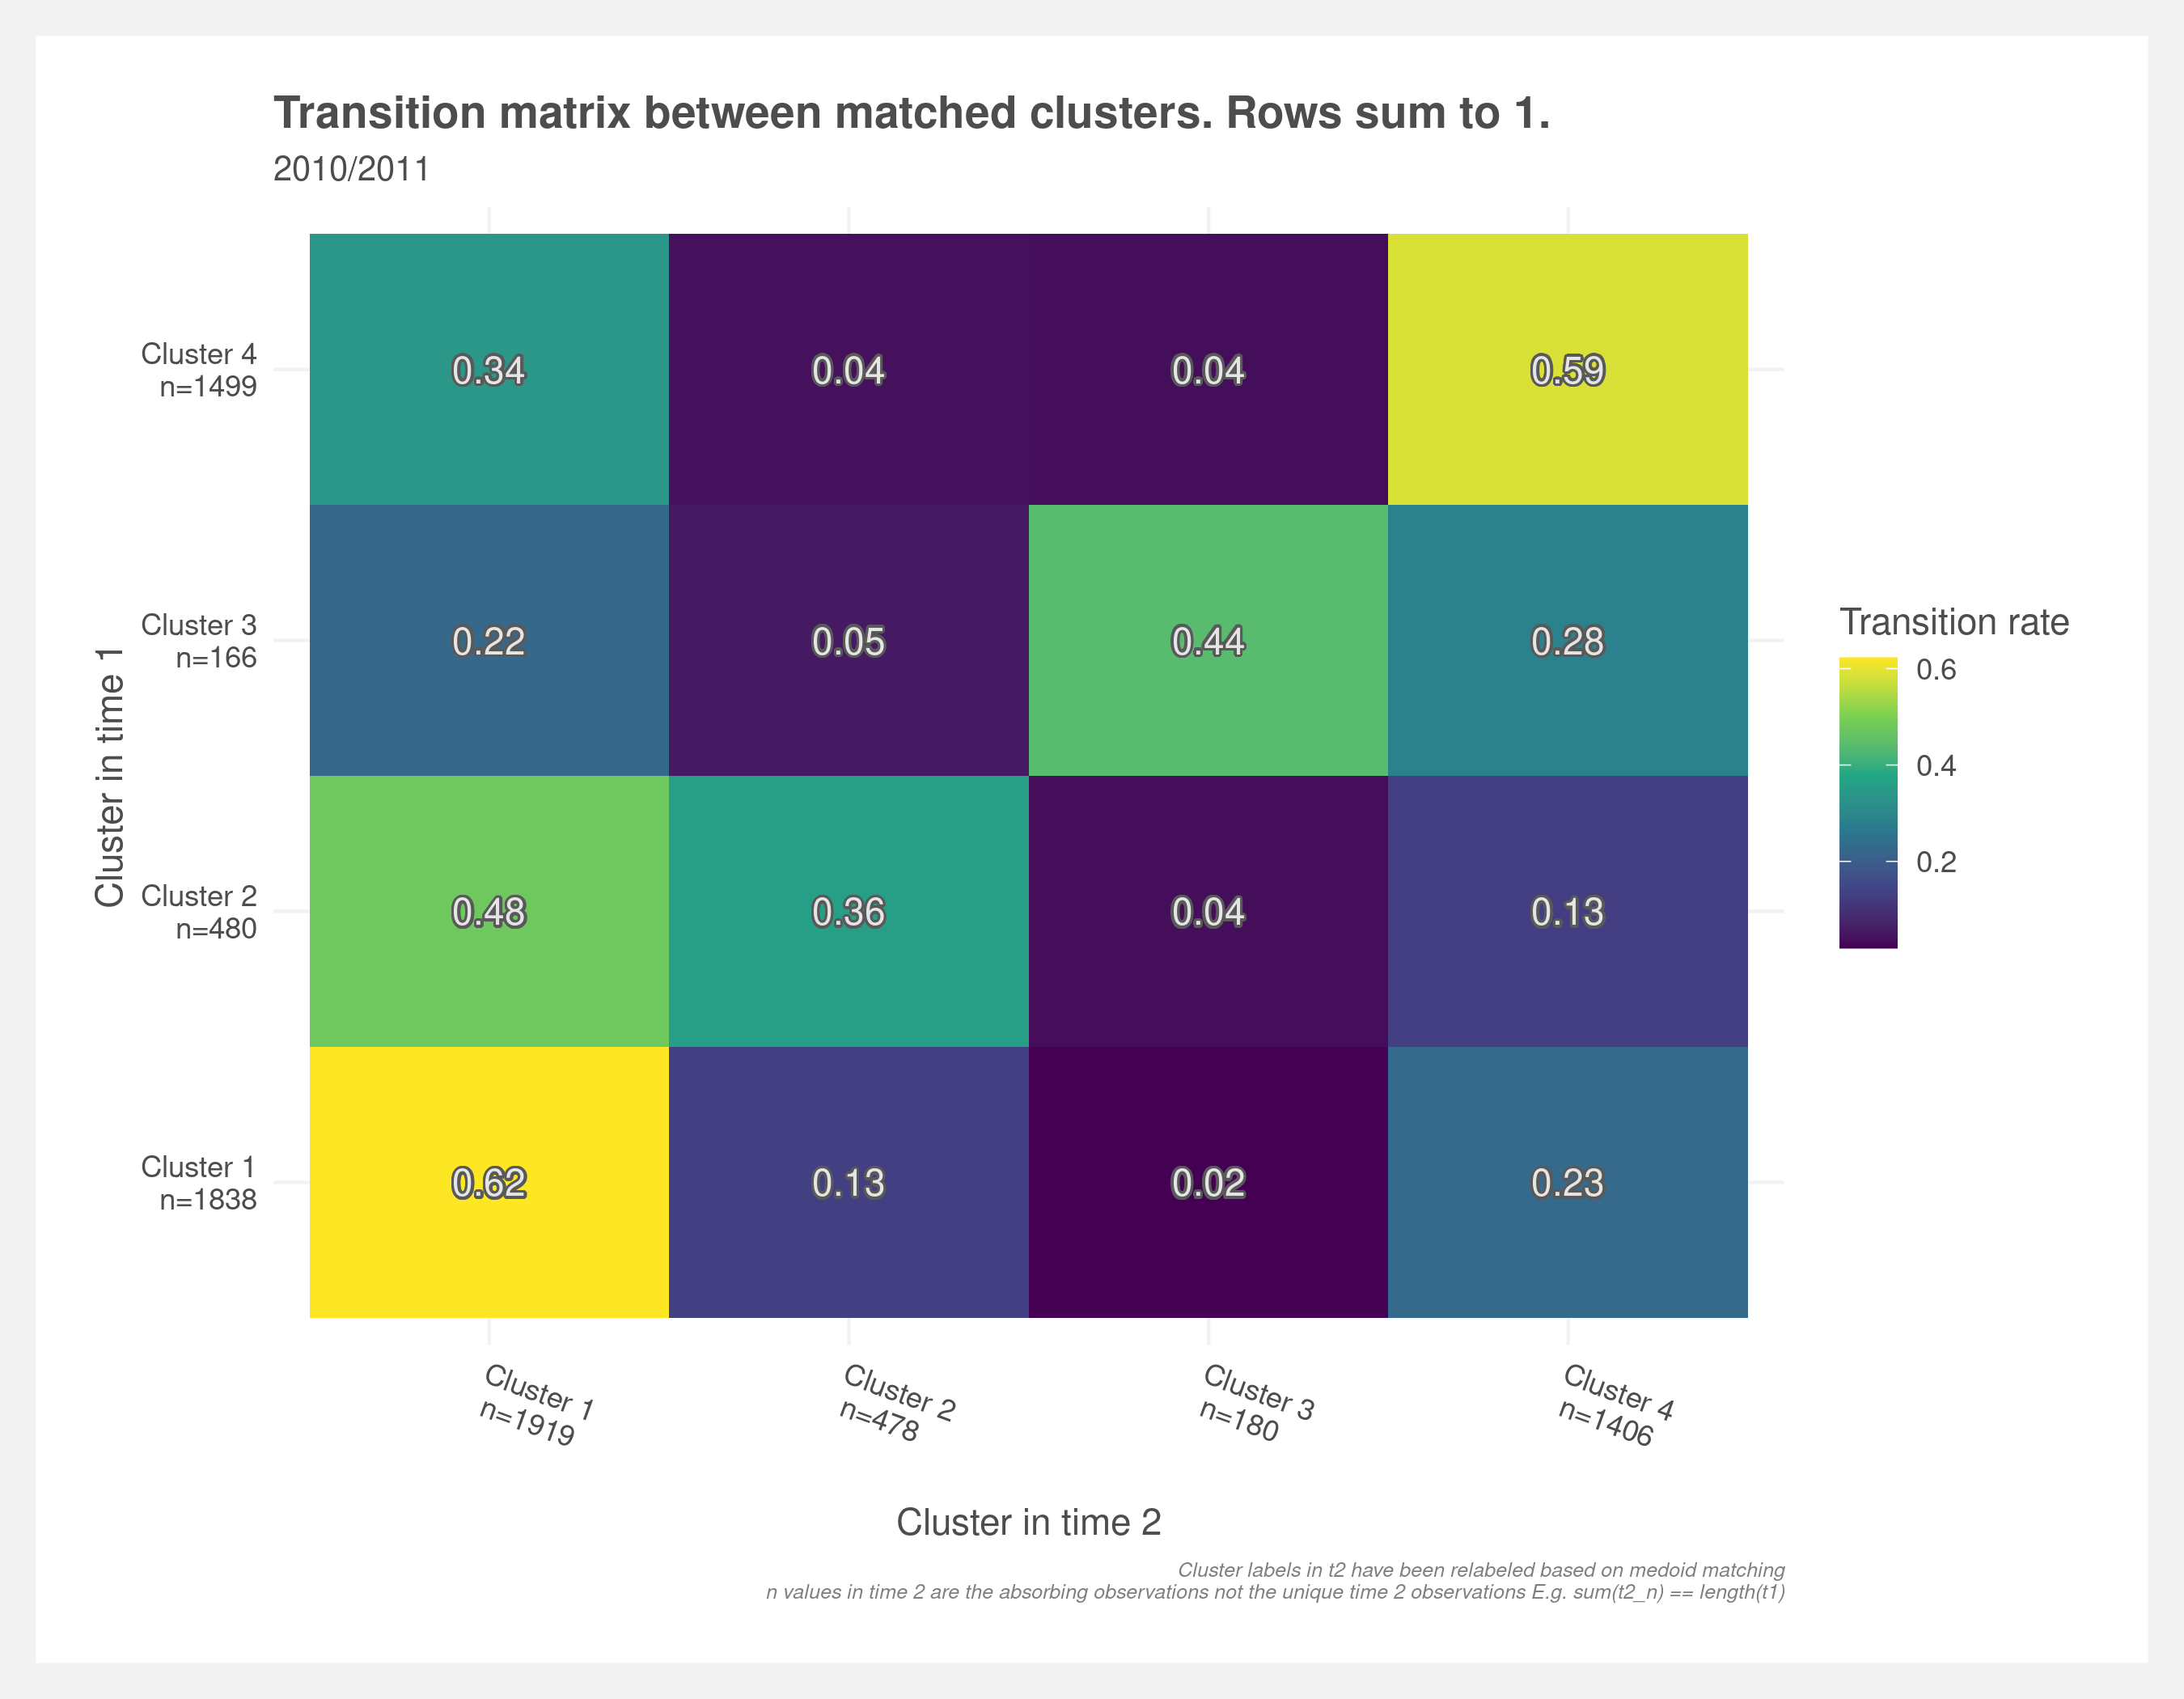 Transition matrix between matched clusters. Rows sum to 1.
2010/2011
Cluster in time 1
Cluster 4
n=1499
0.34 0.04 0.04 0.59
Cluster 3
n=166
0.22 0.05 0.44 0.28
Cluster 2
n=480
0.48 0.36 0.04 0.13
Cluster 1
n=1838
0.62 0.13 0.02 0.23
Cluster 1
n=1919
Cluster 2
n=478
Cluster 3
n=180
Cluster 4
n=1406
Cluster in time 2
Transition rate
0.6
0.4
0.2
Cluster labels in t2 have been relabeled based on medoid matching
n values in time 2 are the absorbing observations not the unique time 2 observations E.g. sum(t2_n) == length(t1)